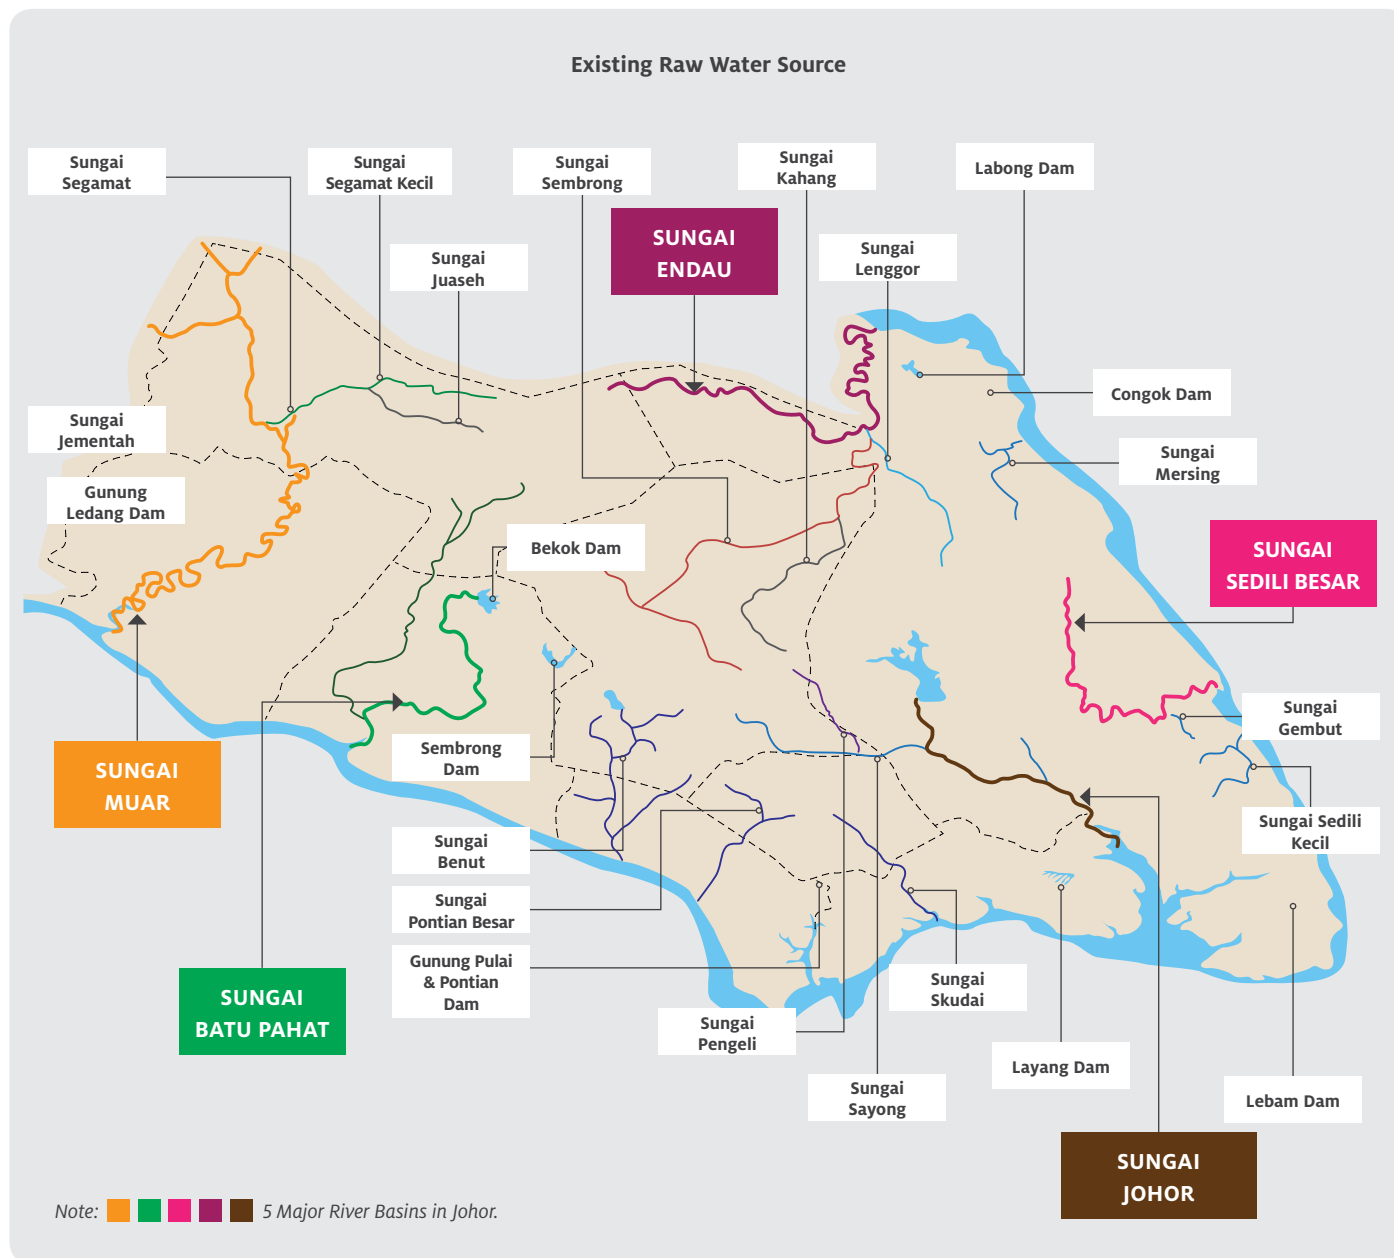 Existing Raw Water Source
Sungai
Segamat
Sungai
Segamat Kecil
Sungai
Sembrong
Sungai
Kahang
Labong Dam
SUNGAI
ENDAU
Sungai
Lenggor
Sungai
Juaseh
Congok Dam
Sungai
Jementah
Sungai
Mersing
Gunung
Ledang Dam
Bekok Dam
SUNGAI
SEDILI BESAR
Sungai
Gembut
SUNGAI
MUAR
Sembrong
Dam
Sungai Sedili
Kecil
Sungai
Benut
Sungai
Pontian Besar
Gunung Pulai
& Pontian
Dam
SUNGAI
BATU PAHAT
Sungai
Skudai
Sungai
Pengeli
Layang Dam
Sungai
Sayong
Lebam Dam
SUNGAI
JOHOR
Note: 5 Major River Basins in Johor.